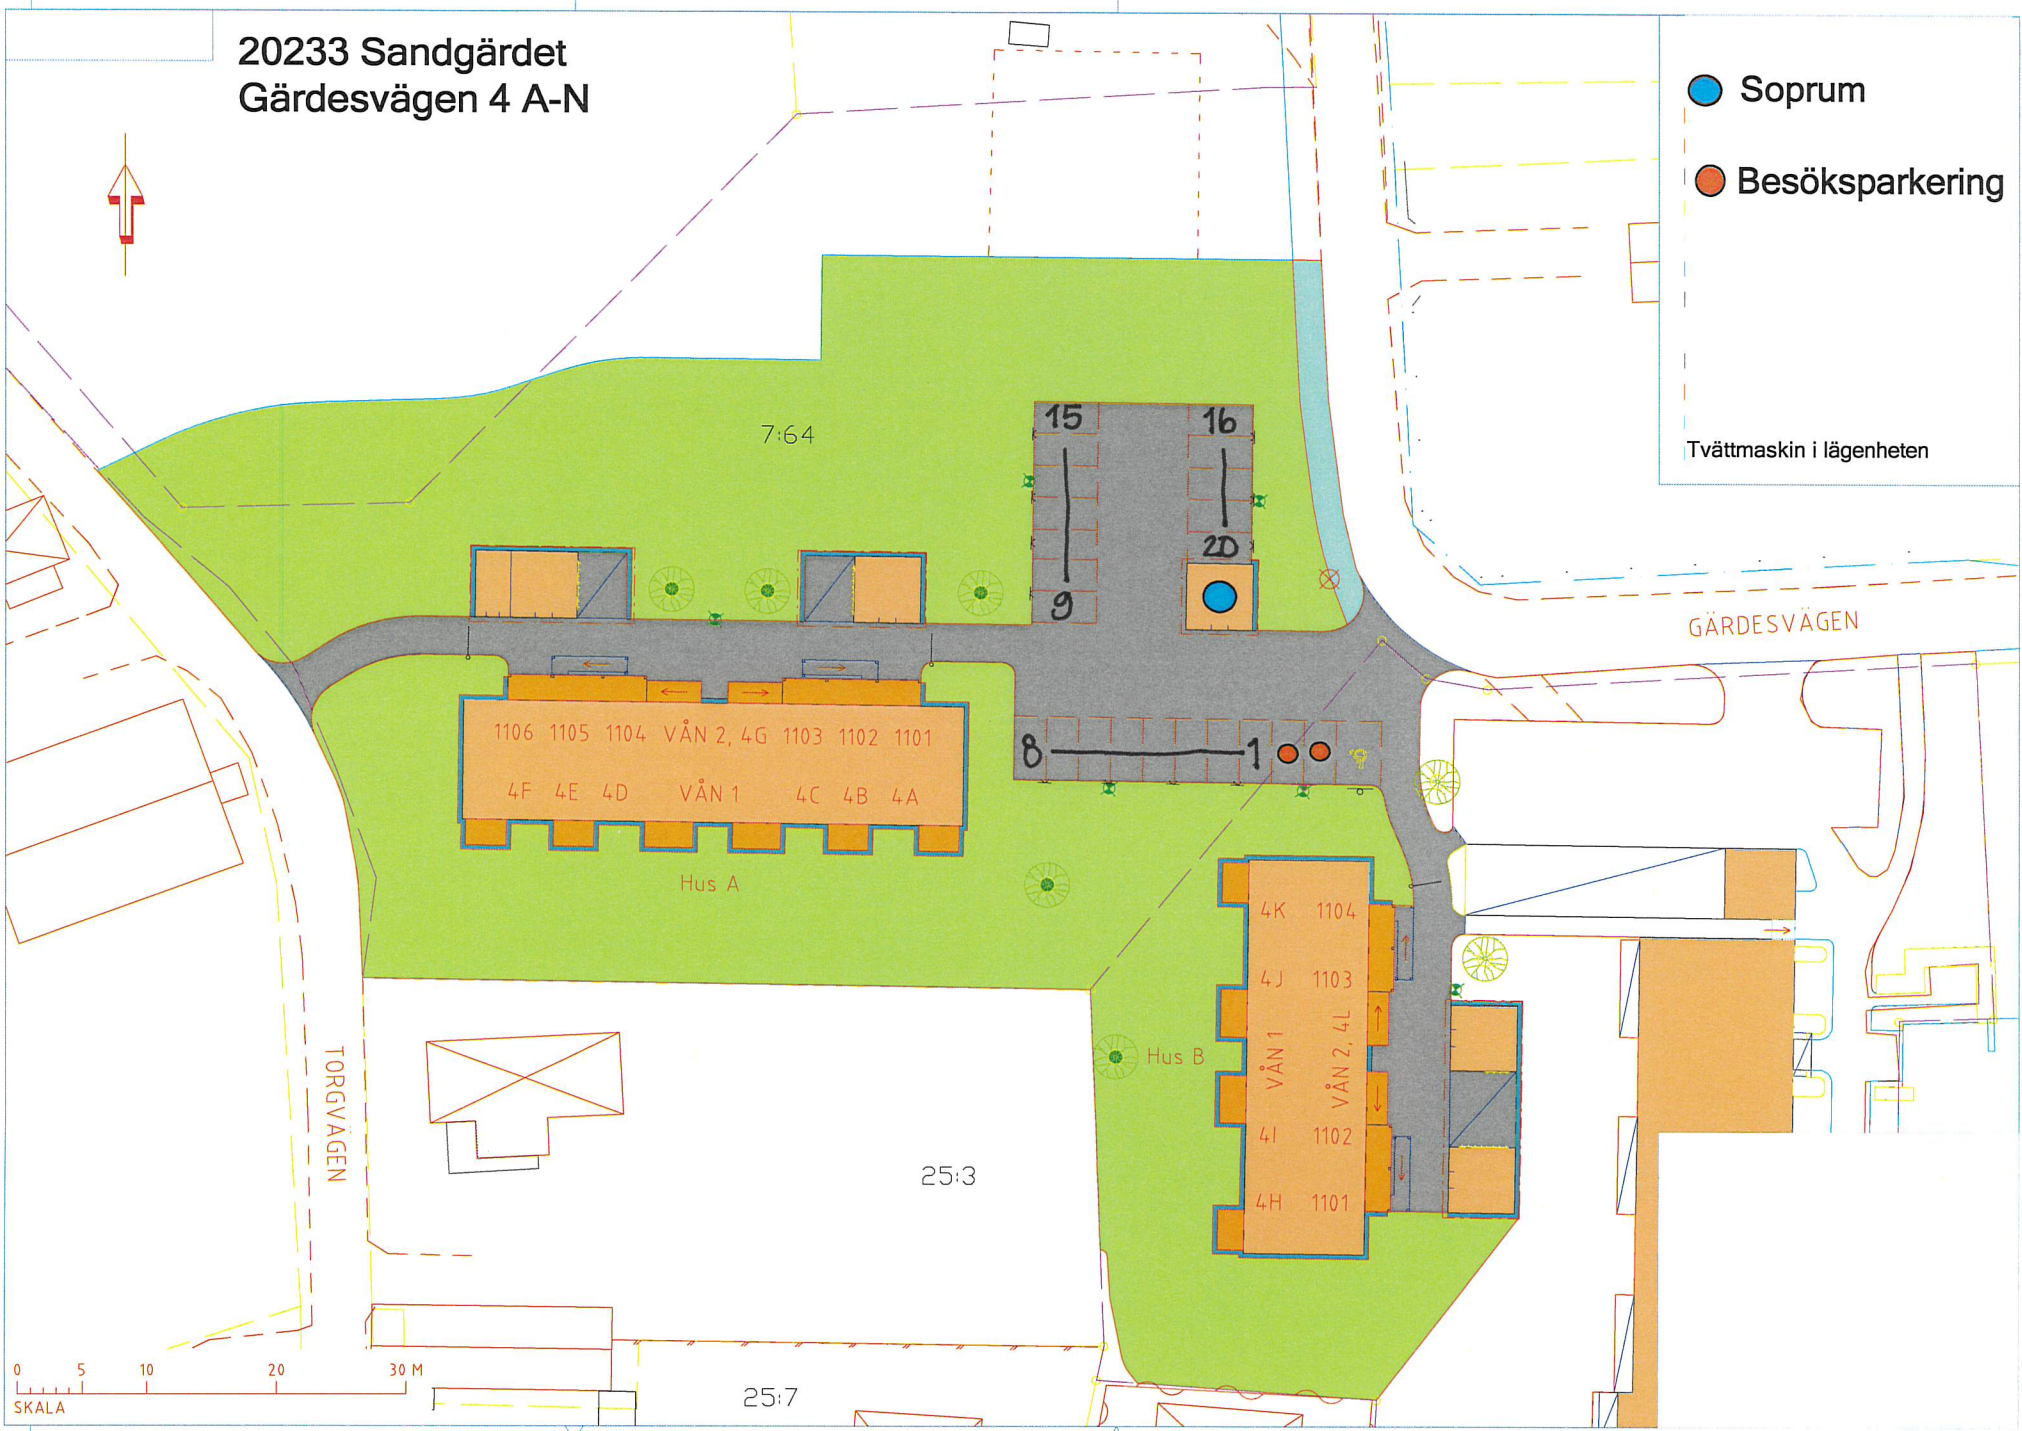 20233 Sandgärdet
Gärdesvägen 4 A-N
Soprum
Besöksparkering
Tvättmaskin i lägenheten
7:64
15
16
20
9
GÄRDESVÄGEN
8
1
1106 1105 1104 VÅN 2, 4G 1103 1102 1101
4F 4E 4D VÅN 1 4C 4B 4A
Hus A
4K 1104
4J 1103
VÅN 1
VÅN 2, 4L
4I 1102
4H 1101
Hus B
TORGVÄGEN
25:3
25:7
0 5 10 20 30 M
SKALA